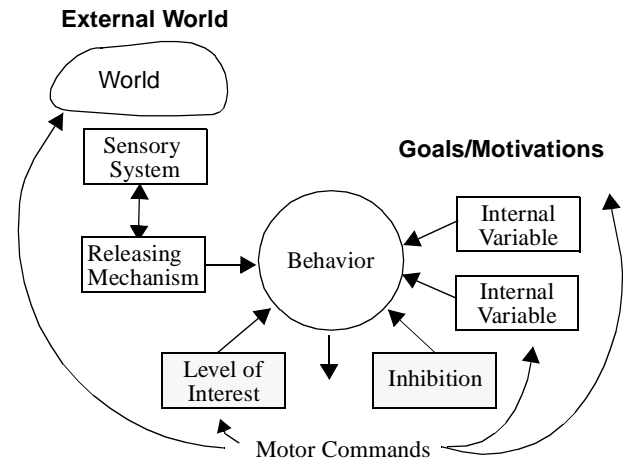 External World
World
Sensory
System
Goals/Motivations
Internal
Variable
Releasing
Mechanism
Behavior
Internal
Variable
Level of
Interest
Inhibition
Motor Commands